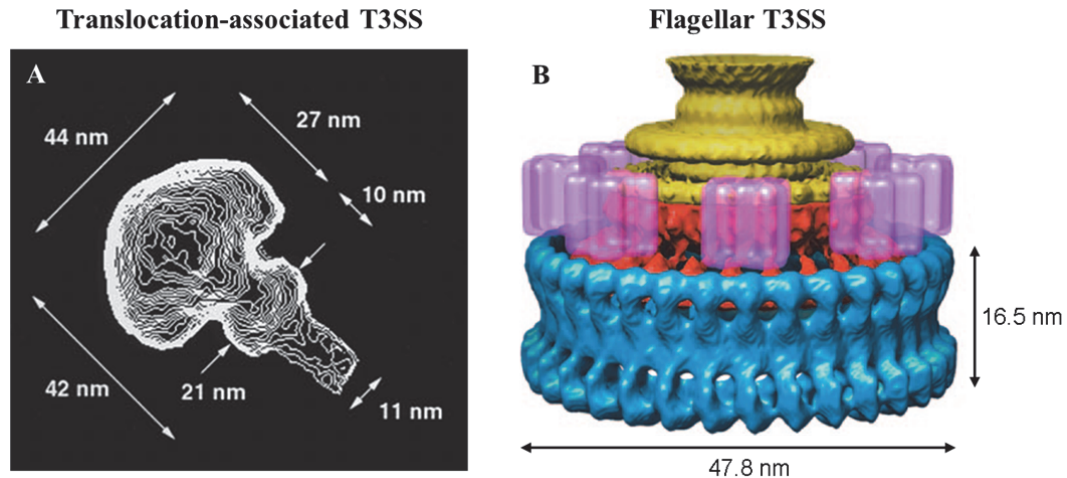 Translocation-associated T3SS
Flagellar T3SS
A
44 nm
27 nm
10 nm
42 nm
21 nm
11 nm
B
16.5 nm
47.8 nm